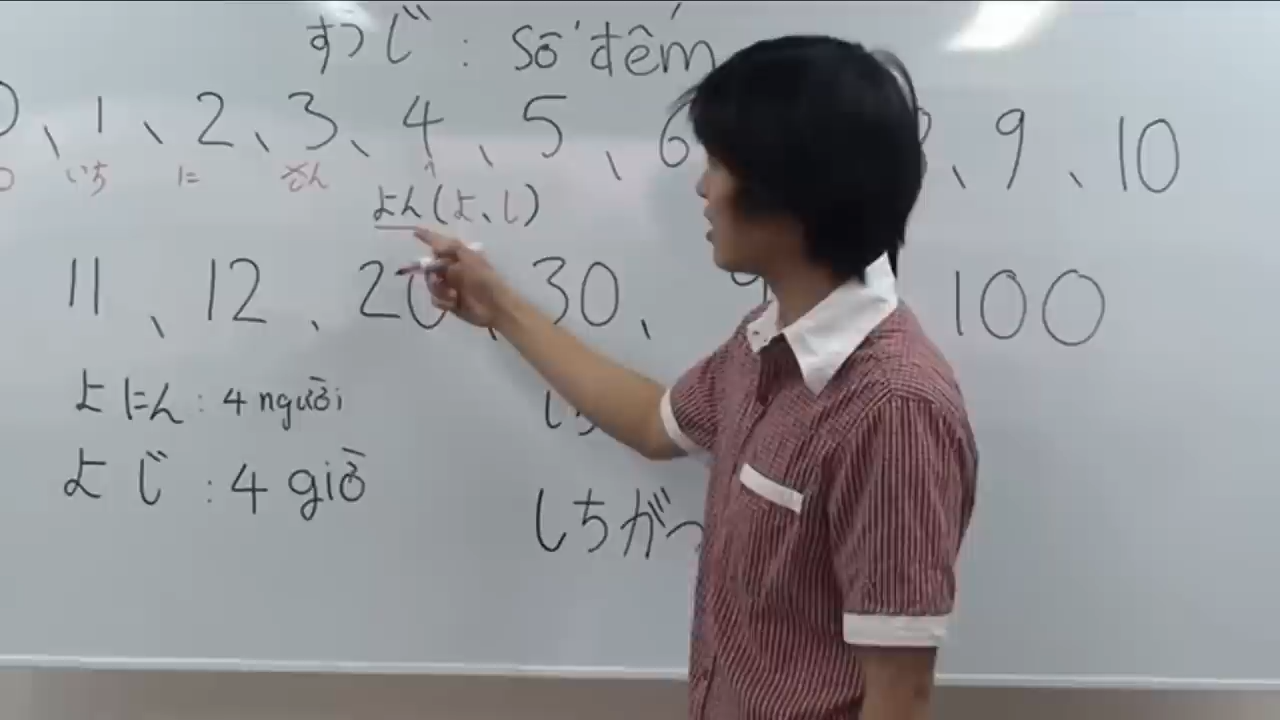 すうじ : Số đếm
0、1、2、3、4、5、6 9、10
いち に さん
よん(よ、し)
11、12、20、30、 100
よにん : 4 người
よじ : 4 giờ
しちがつ